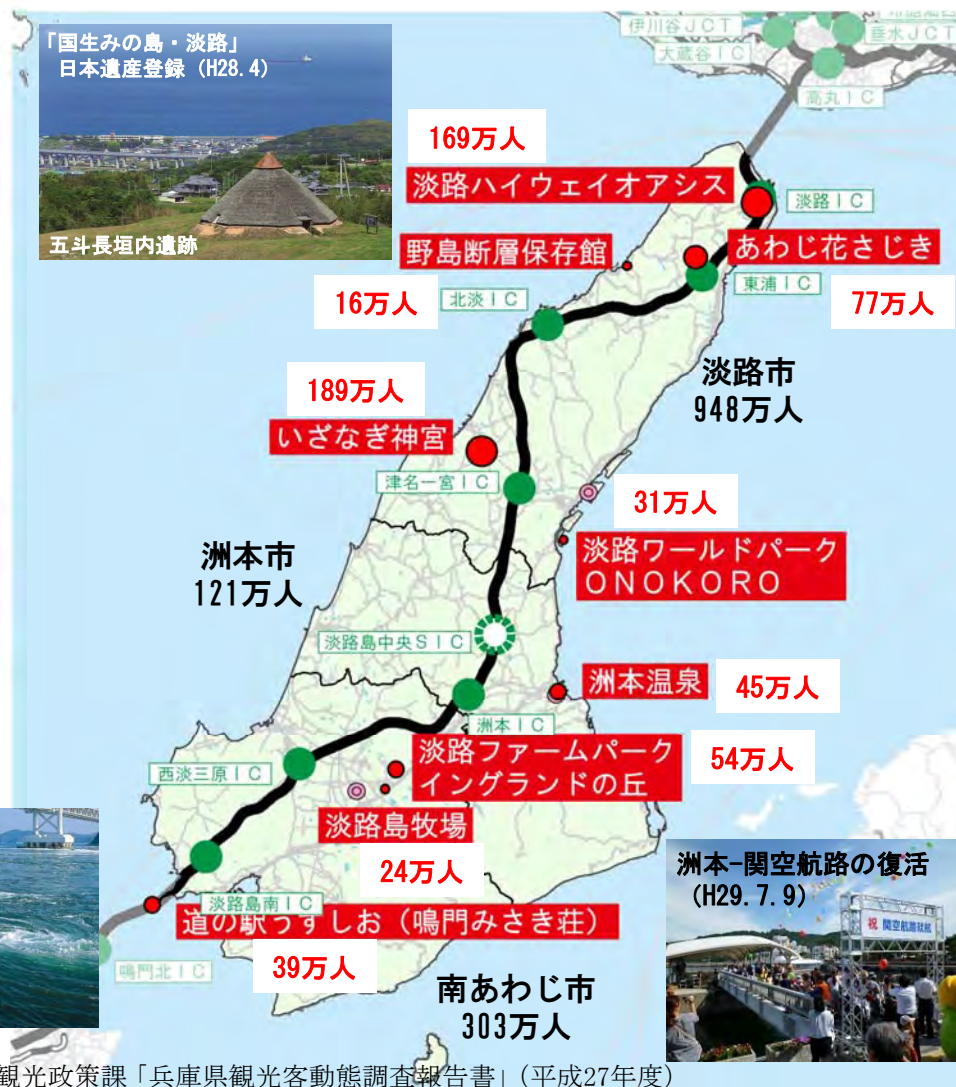 「国生みの島・淡路」
日本遺産登録（H28.4）
五斗長垣内遺跡
伊川谷ＪＣＴ
垂水ＪＣＴ
大蔵谷ＩＣ
高丸ＩＣ
169万人
淡路ハイウェイオアシス
淡路ＩＣ
野島断層保存館
あわじ花さじき
東浦ＩＣ
16万人
北淡ＩＣ
77万人
淡路市
948万人
189万人
いざなぎ神宮
津名一宮ＩＣ
31万人
淡路ワールドパーク
ＯＮＯＫＯＲＯ
洲本市
121万人
淡路島中央ＳＩＣ
洲本温泉
45万人
洲本ＩＣ
淡路ファームパーク
イングランドの丘
54万人
西淡三原ＩＣ
淡路島牧場
24万人
淡路島南ＩＣ
道の駅うずしお（鳴門みさき荘）
39万人
鳴門北ＩＣ
南あわじ市
303万人
洲本-関空航路の復活
（H29.7.9）
祝 関空航路就航
観光政策課「兵庫県観光客動態調査報告書」（平成27年度）